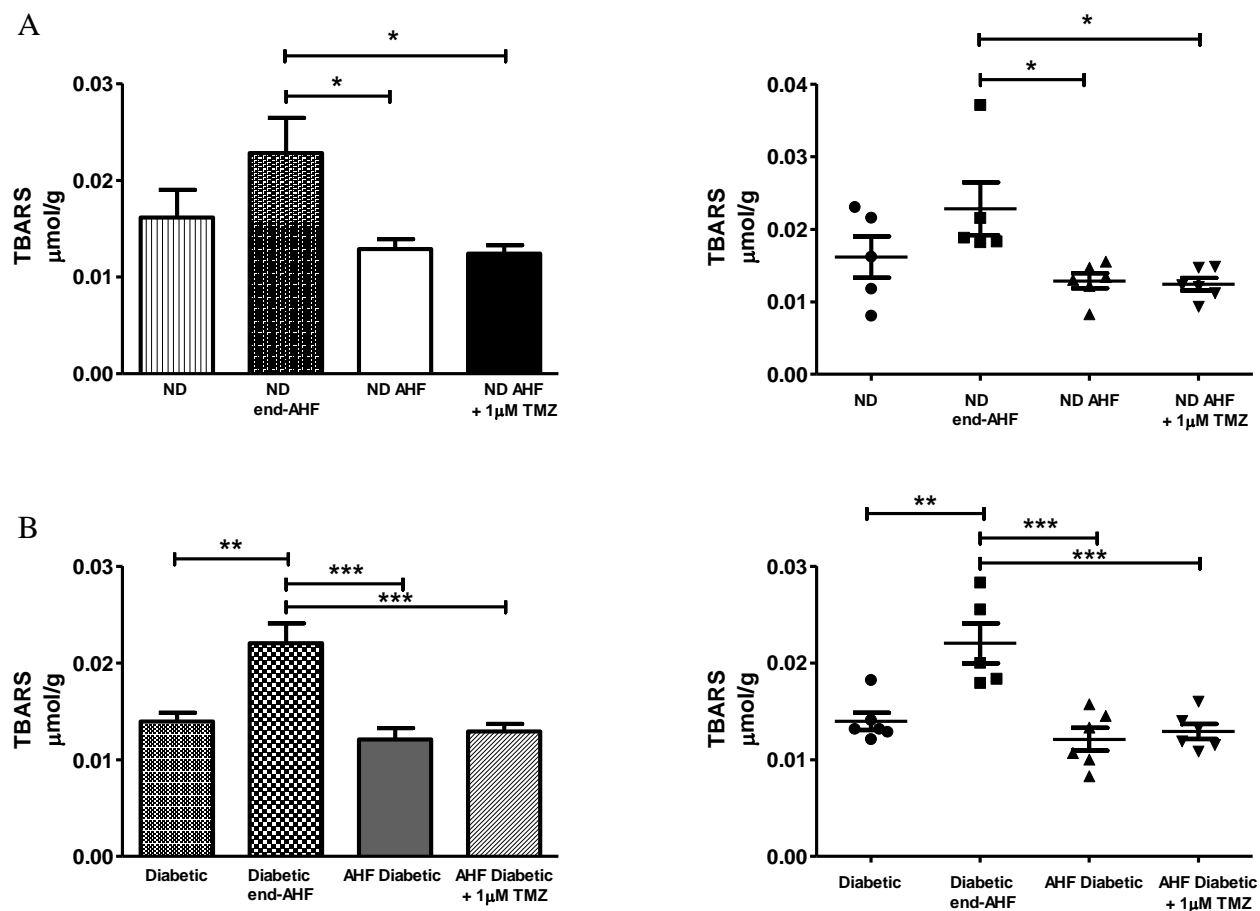 A
*
*
0.03
0.02
0.01
0.00
TBARS
μmol/g
ND
ND
end-AHF
ND AHF
ND AHF
+ 1μM TMZ
*
*
0.04
0.03
0.02
0.01
0.00
TBARS
μmol/g
ND
ND
end-AHF
ND AHF
ND AHF
+ 1μM TMZ
B
**
***
***
0.03
0.02
0.01
0.00
TBARS
μmol/g
Diabetic
Diabetic
end-AHF
AHF Diabetic
AHF Diabetic
+ 1μM TMZ
**
***
***
0.03
0.02
0.01
0.00
TBARS
μmol/g
Diabetic
Diabetic
end-AHF
AHF Diabetic
AHF Diabetic
+ 1μM TMZ